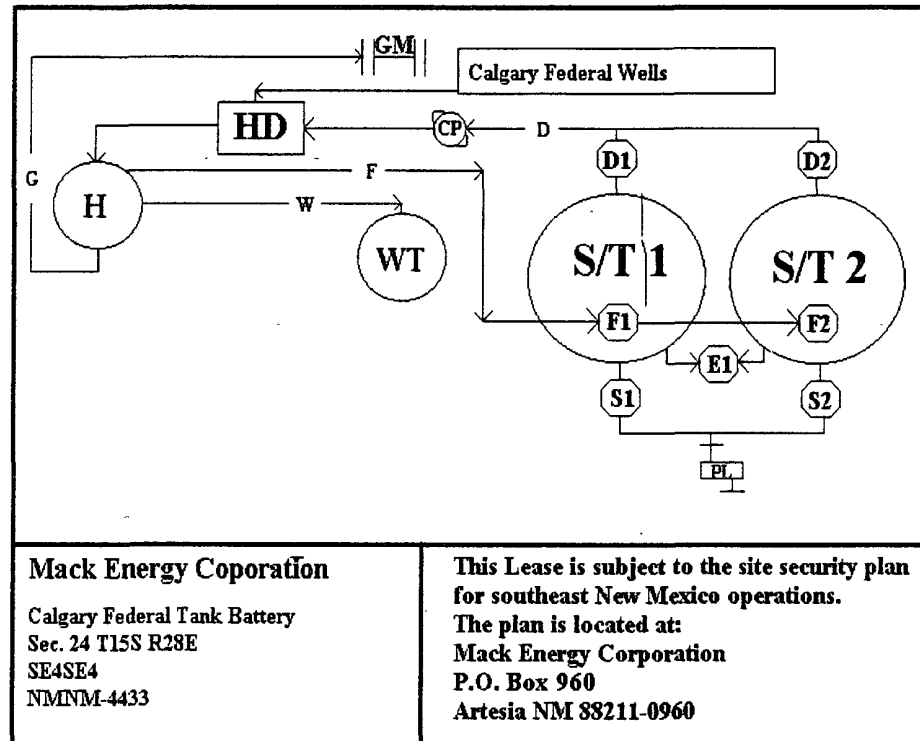 GM
Calgary Federal Wells
HD
CP
D
D1
D2
G
F
H
W
WT
S/T 1
S/T 2
F1
F2
E1
S1
S2
PL
Mack Energy Coporation
Calgary Federal Tank Battery
Sec. 24 T15S R28E
SE4SE4
NMNM-4433
This Lease is subject to the site security plan
for southeast New Mexico operations.
The plan is located at:
Mack Energy Corporation
P.O. Box 960
Artesia NM 88211-0960